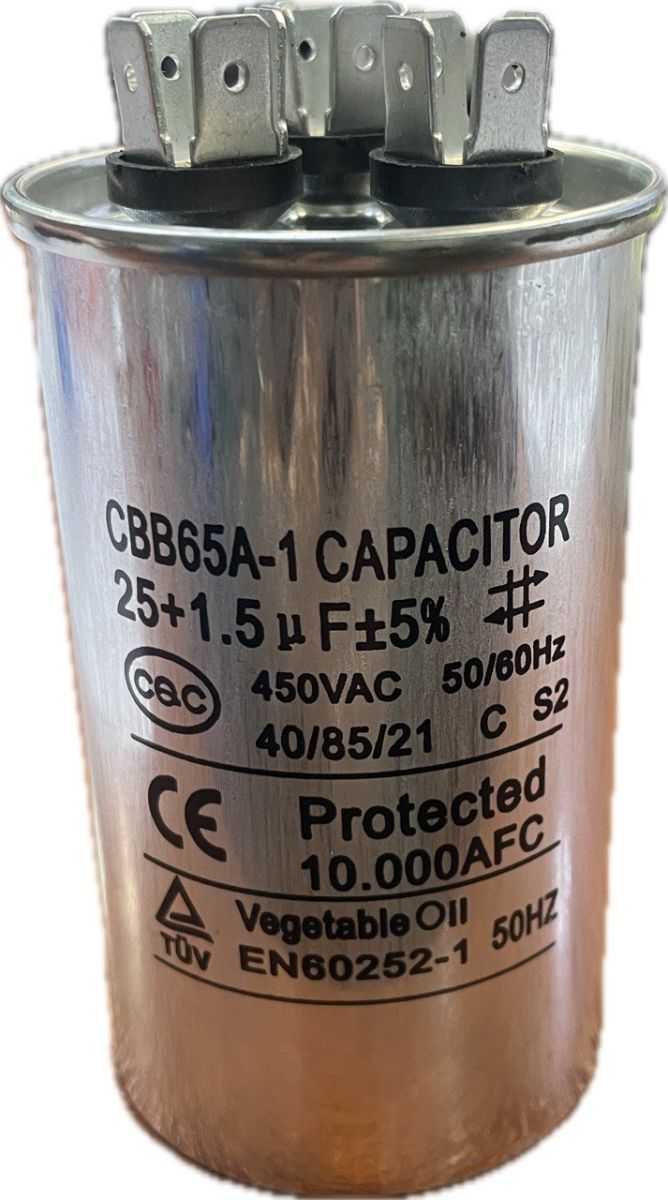 CBB65A-1 CAPACITOR
25+1.5μF±5%
CQC 450VAC 50/60Hz
40/85/21 C S2
CE Protected
10.000AFC
TÜV Vegetable OIl 50HZ
EN60252-1